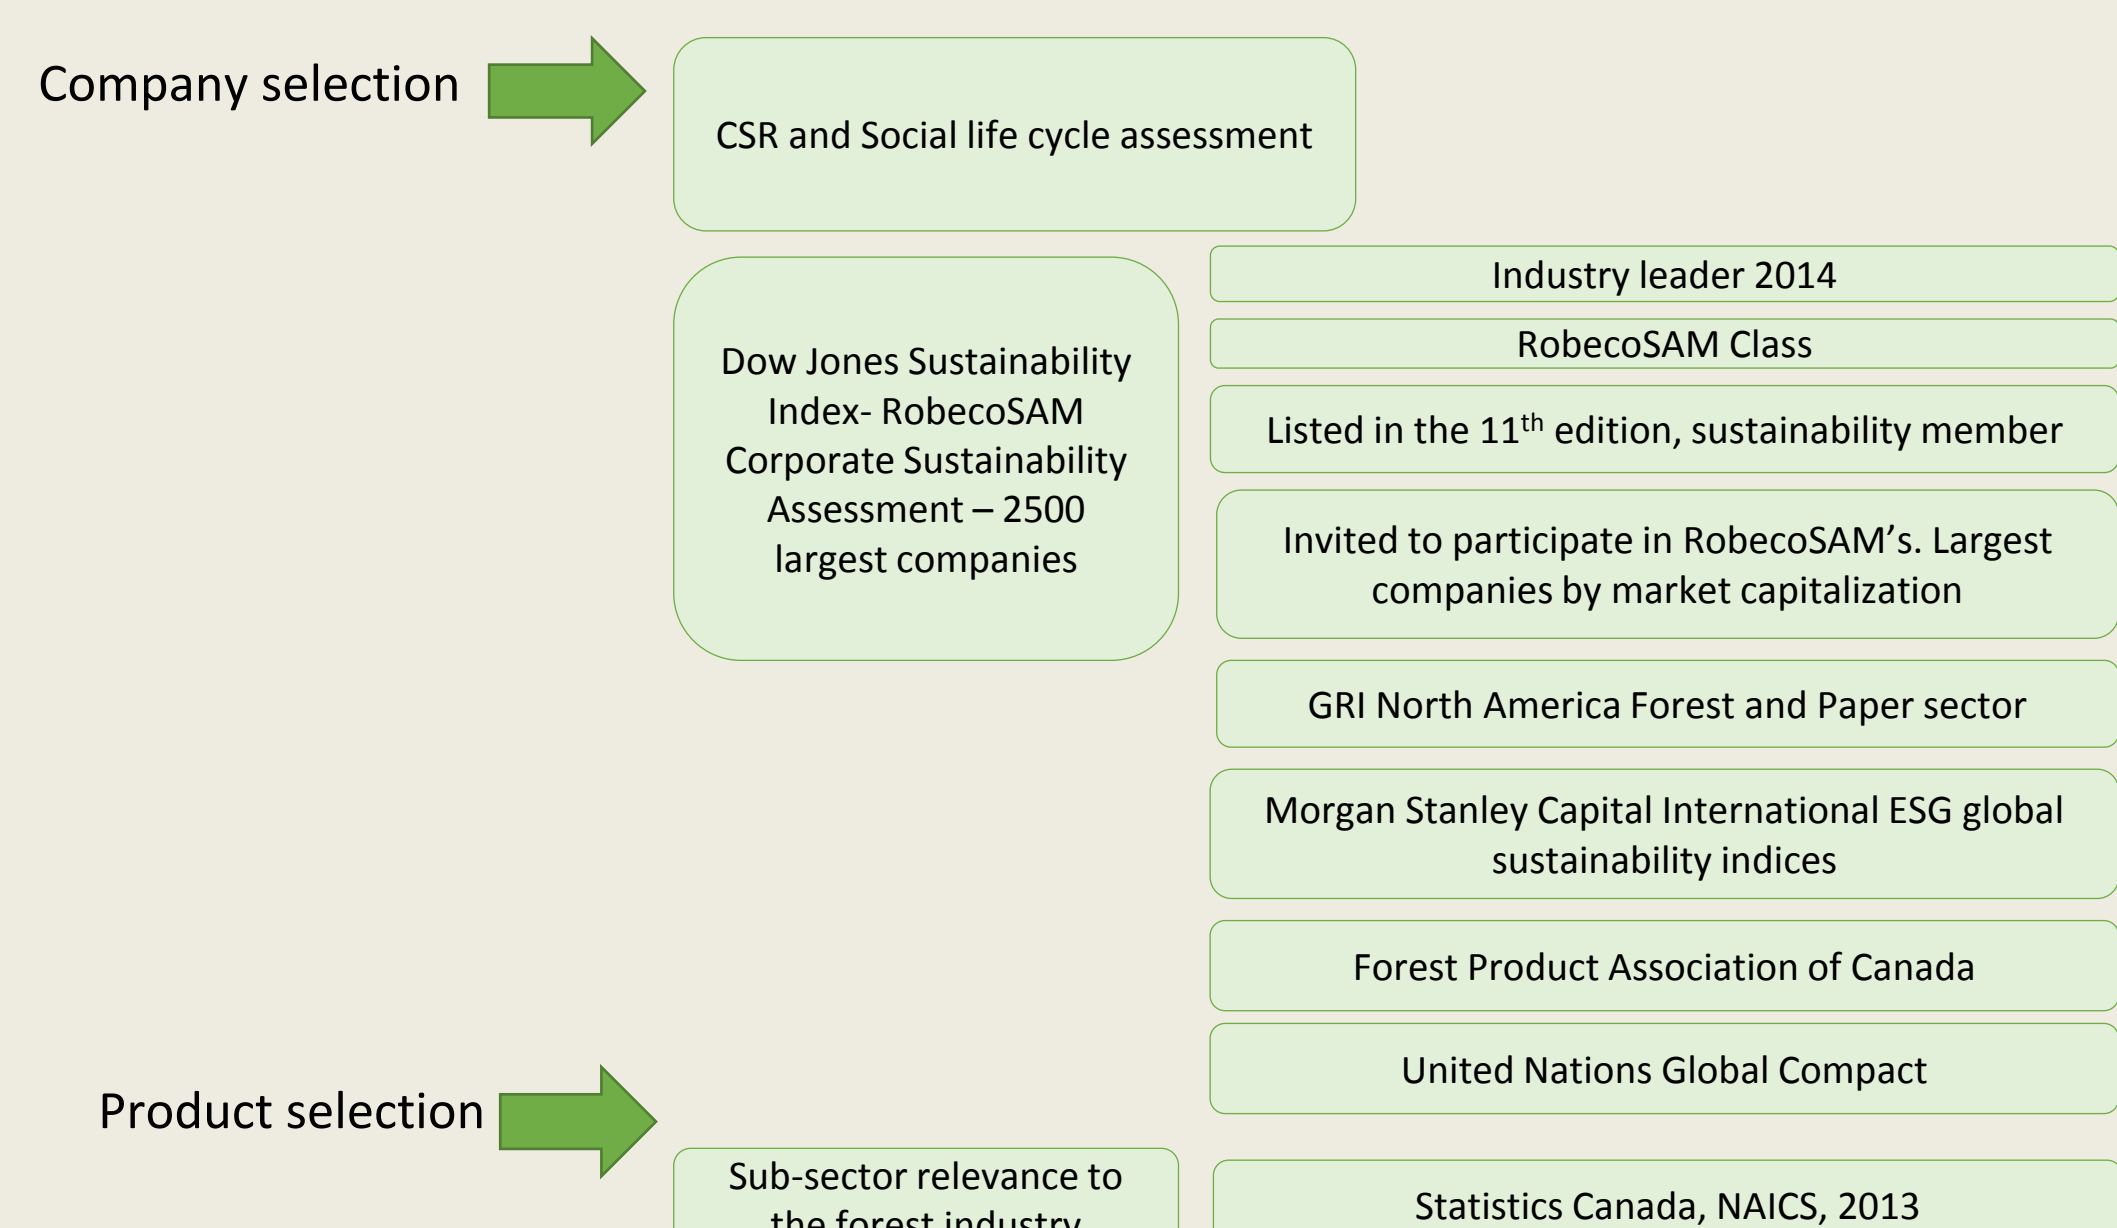 Company selection
CSR and Social life cycle assessment
Dow Jones Sustainability
Index- RobecoSAM
Corporate Sustainability
Assessment – 2500
largest companies
Industry leader 2014
RobecoSAM Class
Listed in the 11th edition, sustainability member
Invited to participate in RobecoSAM’s. Largest
companies by market capitalization
GRI North America Forest and Paper sector
Morgan Stanley Capital International ESG global
sustainability indices
Forest Product Association of Canada
United Nations Global Compact
Product selection
Sub-sector relevance to
the forest industry
Statistics Canada, NAICS, 2013